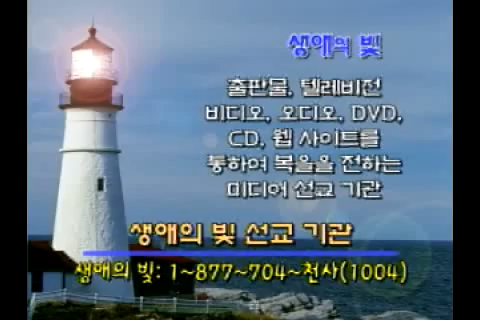 생애의 빛
출판물, 텔레비전
비디오, 오디오, DVD,
CD, 웹 사이트를
통하여 복음을 전하는
미디어 선교 기관
생애의 빛 선교 기관
생애의 빛: 1~877~704~천사(1004)